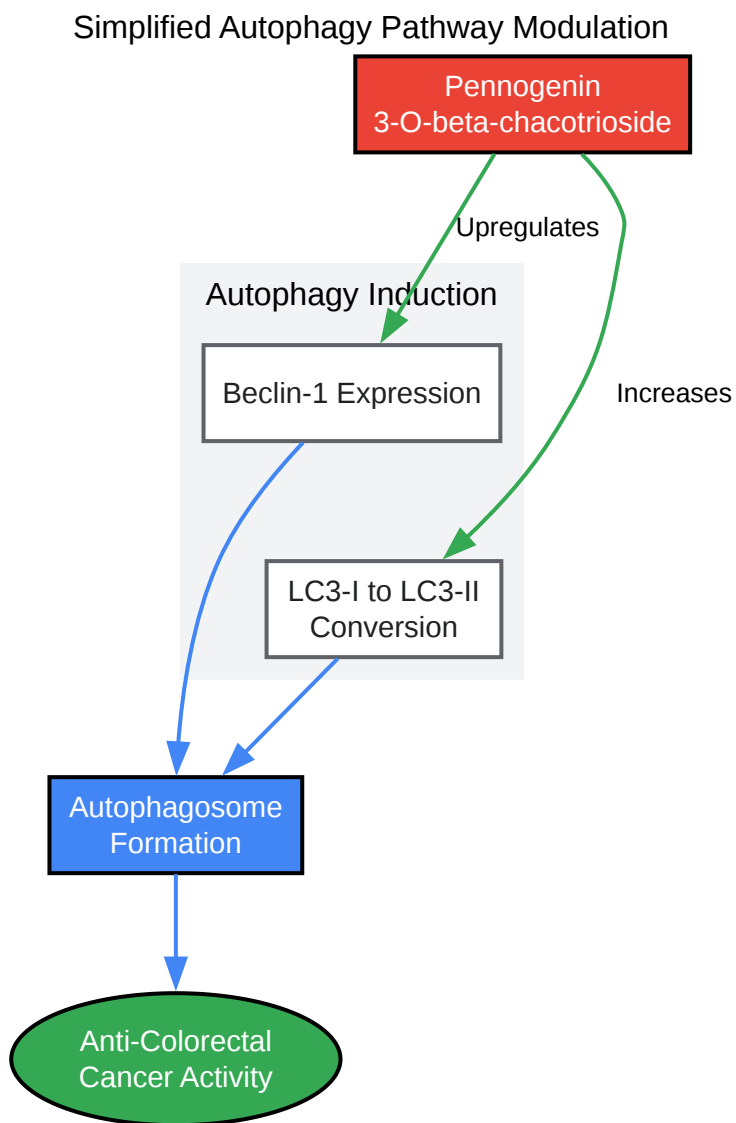 Simplified Autophagy Pathway Modulation
Pennogenin
3-O-beta-chacotrioside
Upregulates
Autophagy Induction
Beclin-1 Expression
Increases
LC3-I to LC3-II
Conversion
Autophagosome
Formation
Anti-Colorectal
Cancer Activity